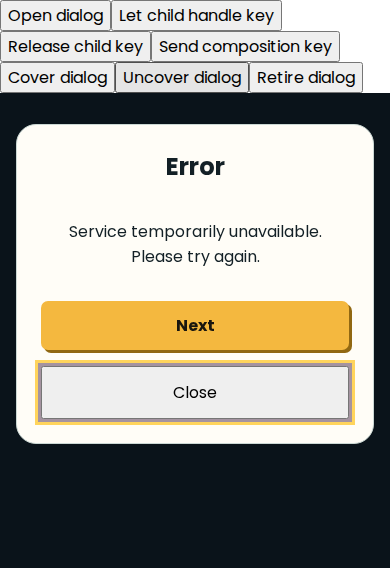 Open dialog Let child handle key
Release child key Send composition key
Cover dialog Uncover dialog Retire dialog
Error
Service temporarily unavailable.
Please try again.
Next
Close